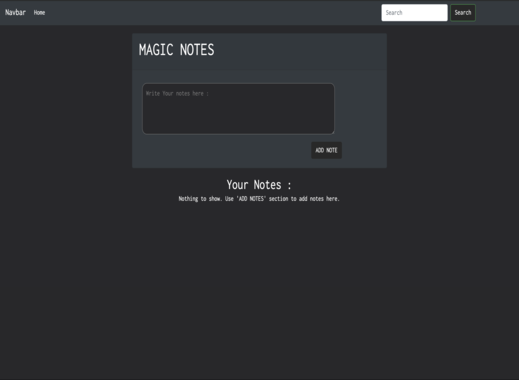 Navbar Home Search Search
MAGIC NOTES
Write Your notes here :
ADD NOTE
Your Notes :
Nothing to show. Use 'ADD NOTES' section to add notes here.